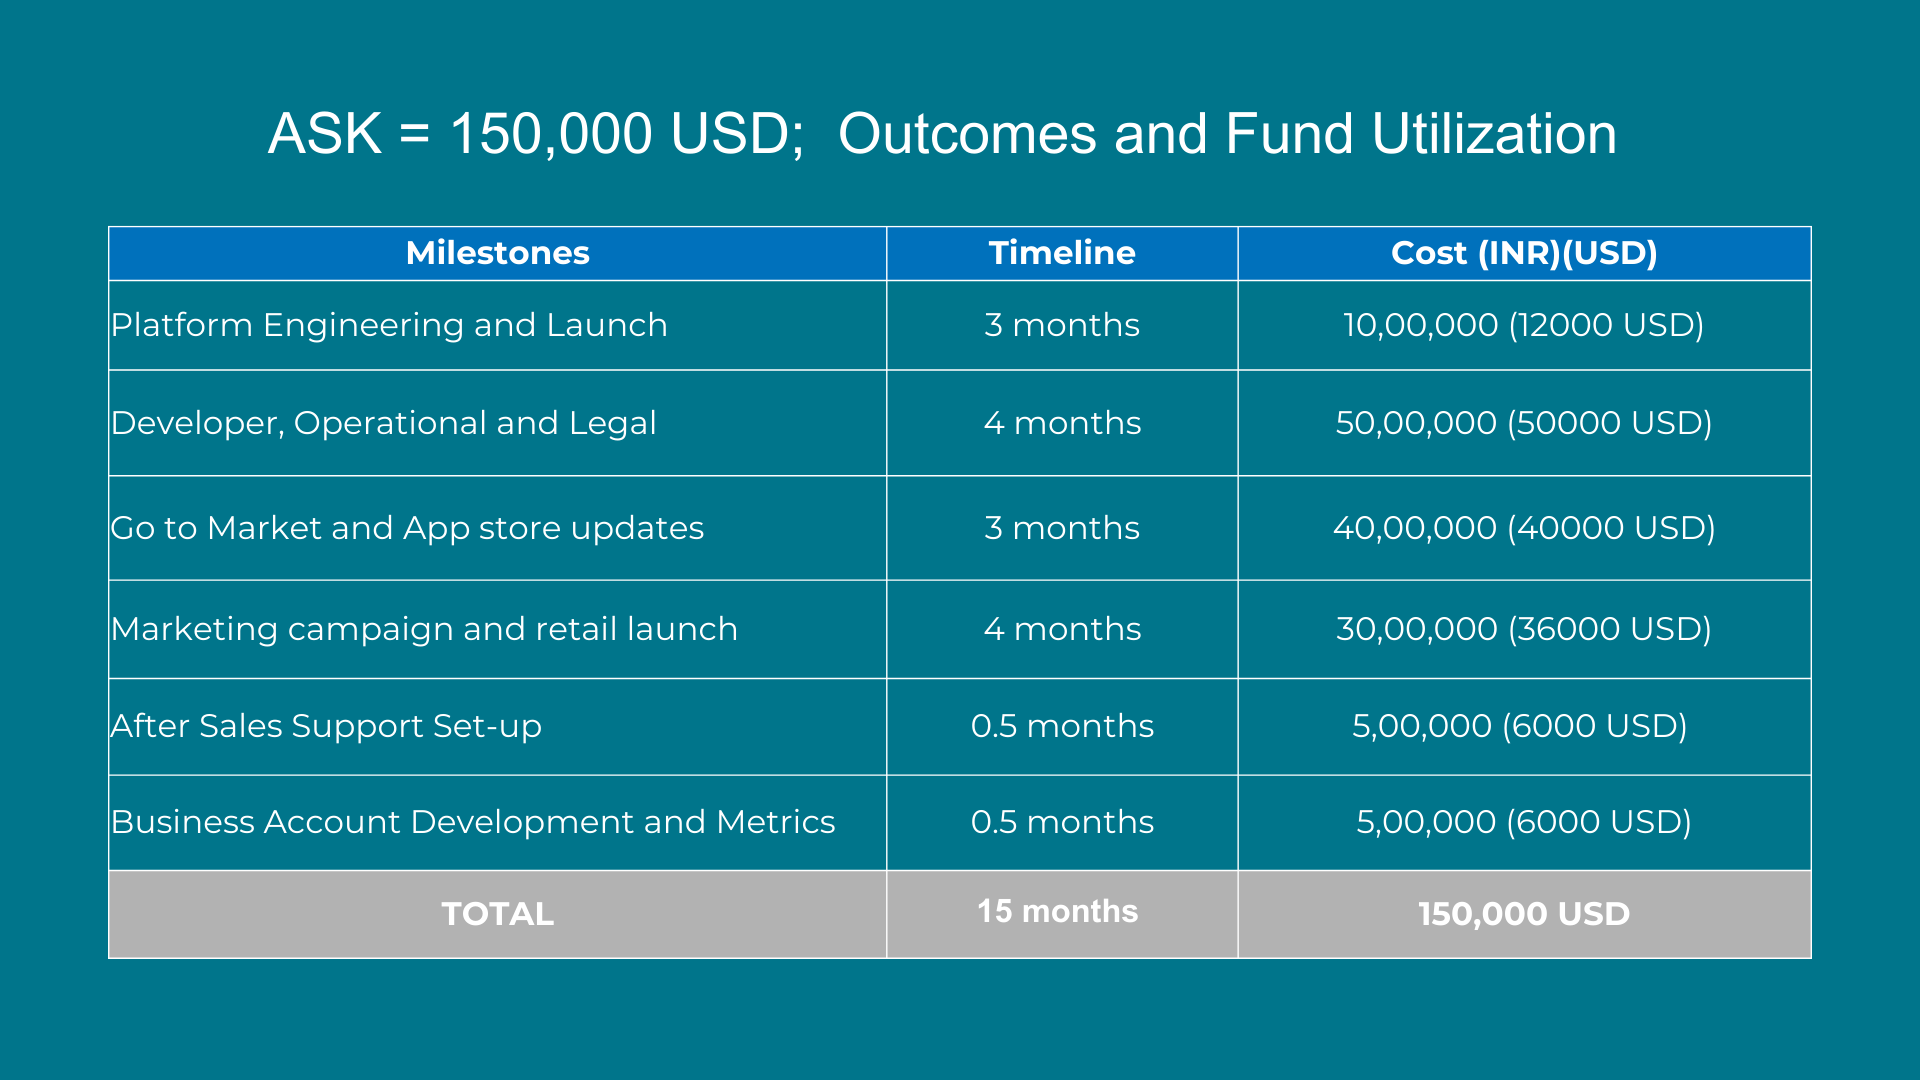 ASK = 150,000 USD;  Outcomes and Fund Utilization
Milestones Timeline Cost (INR)(USD)
Platform Engineering and Launch 3 months 10,00,000 (12000 USD)
Developer, Operational and Legal 4 months 50,00,000 (50000 USD)
Go to Market and App store updates 3 months 40,00,000 (40000 USD)
Marketing campaign and retail launch 4 months 30,00,000 (36000 USD)
After Sales Support Set-up 0.5 months 5,00,000 (6000 USD)
Business Account Development and Metrics 0.5 months 5,00,000 (6000 USD)
TOTAL 15 months 150,000 USD